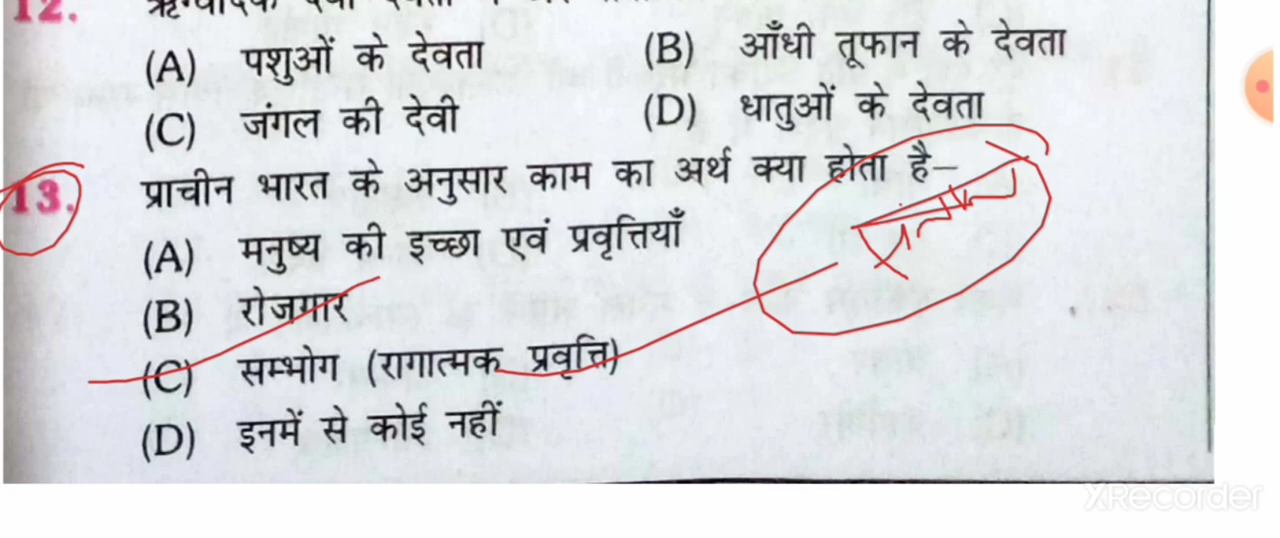 12.
(A) पशुओं के देवता (B) आँधी तूफान के देवता
(C) जंगल की देवी (D) धातुओं के देवता
13. प्राचीन भारत के अनुसार काम का अर्थ क्या होता है–
(A) मनुष्य की इच्छा एवं प्रवृत्तियाँ
(B) रोजगार
(C) सम्भोग (रागात्मक प्रवृत्ति)
(D) इनमें से कोई नहीं
XRecorder